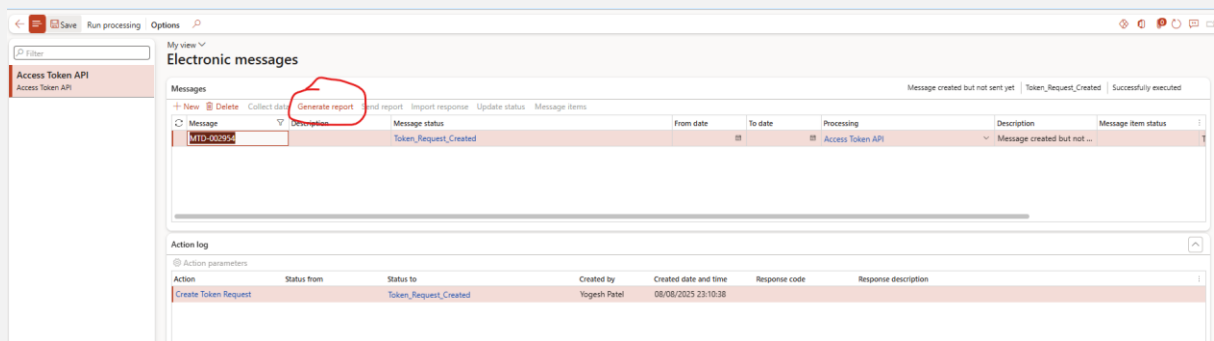 Save Run processing Options
Filter
Access Token API
Access Token API
My view
Electronic messages
Messages
Message created but not sent yet Token_Request_Created Successfully executed
New Delete Collect data Generate report report Import response Update status Message items
Message Description Message status From date To date Processing Description Message item status
MTD-002954 Token_Request_Created Access Token API Message created but not ...
Action log
Action parameters
Action Status from Status to Created by Created date and time Response code Response description
Create Token Request Token_Request_Created Yogesh Patel 08/08/2025 23:10:38